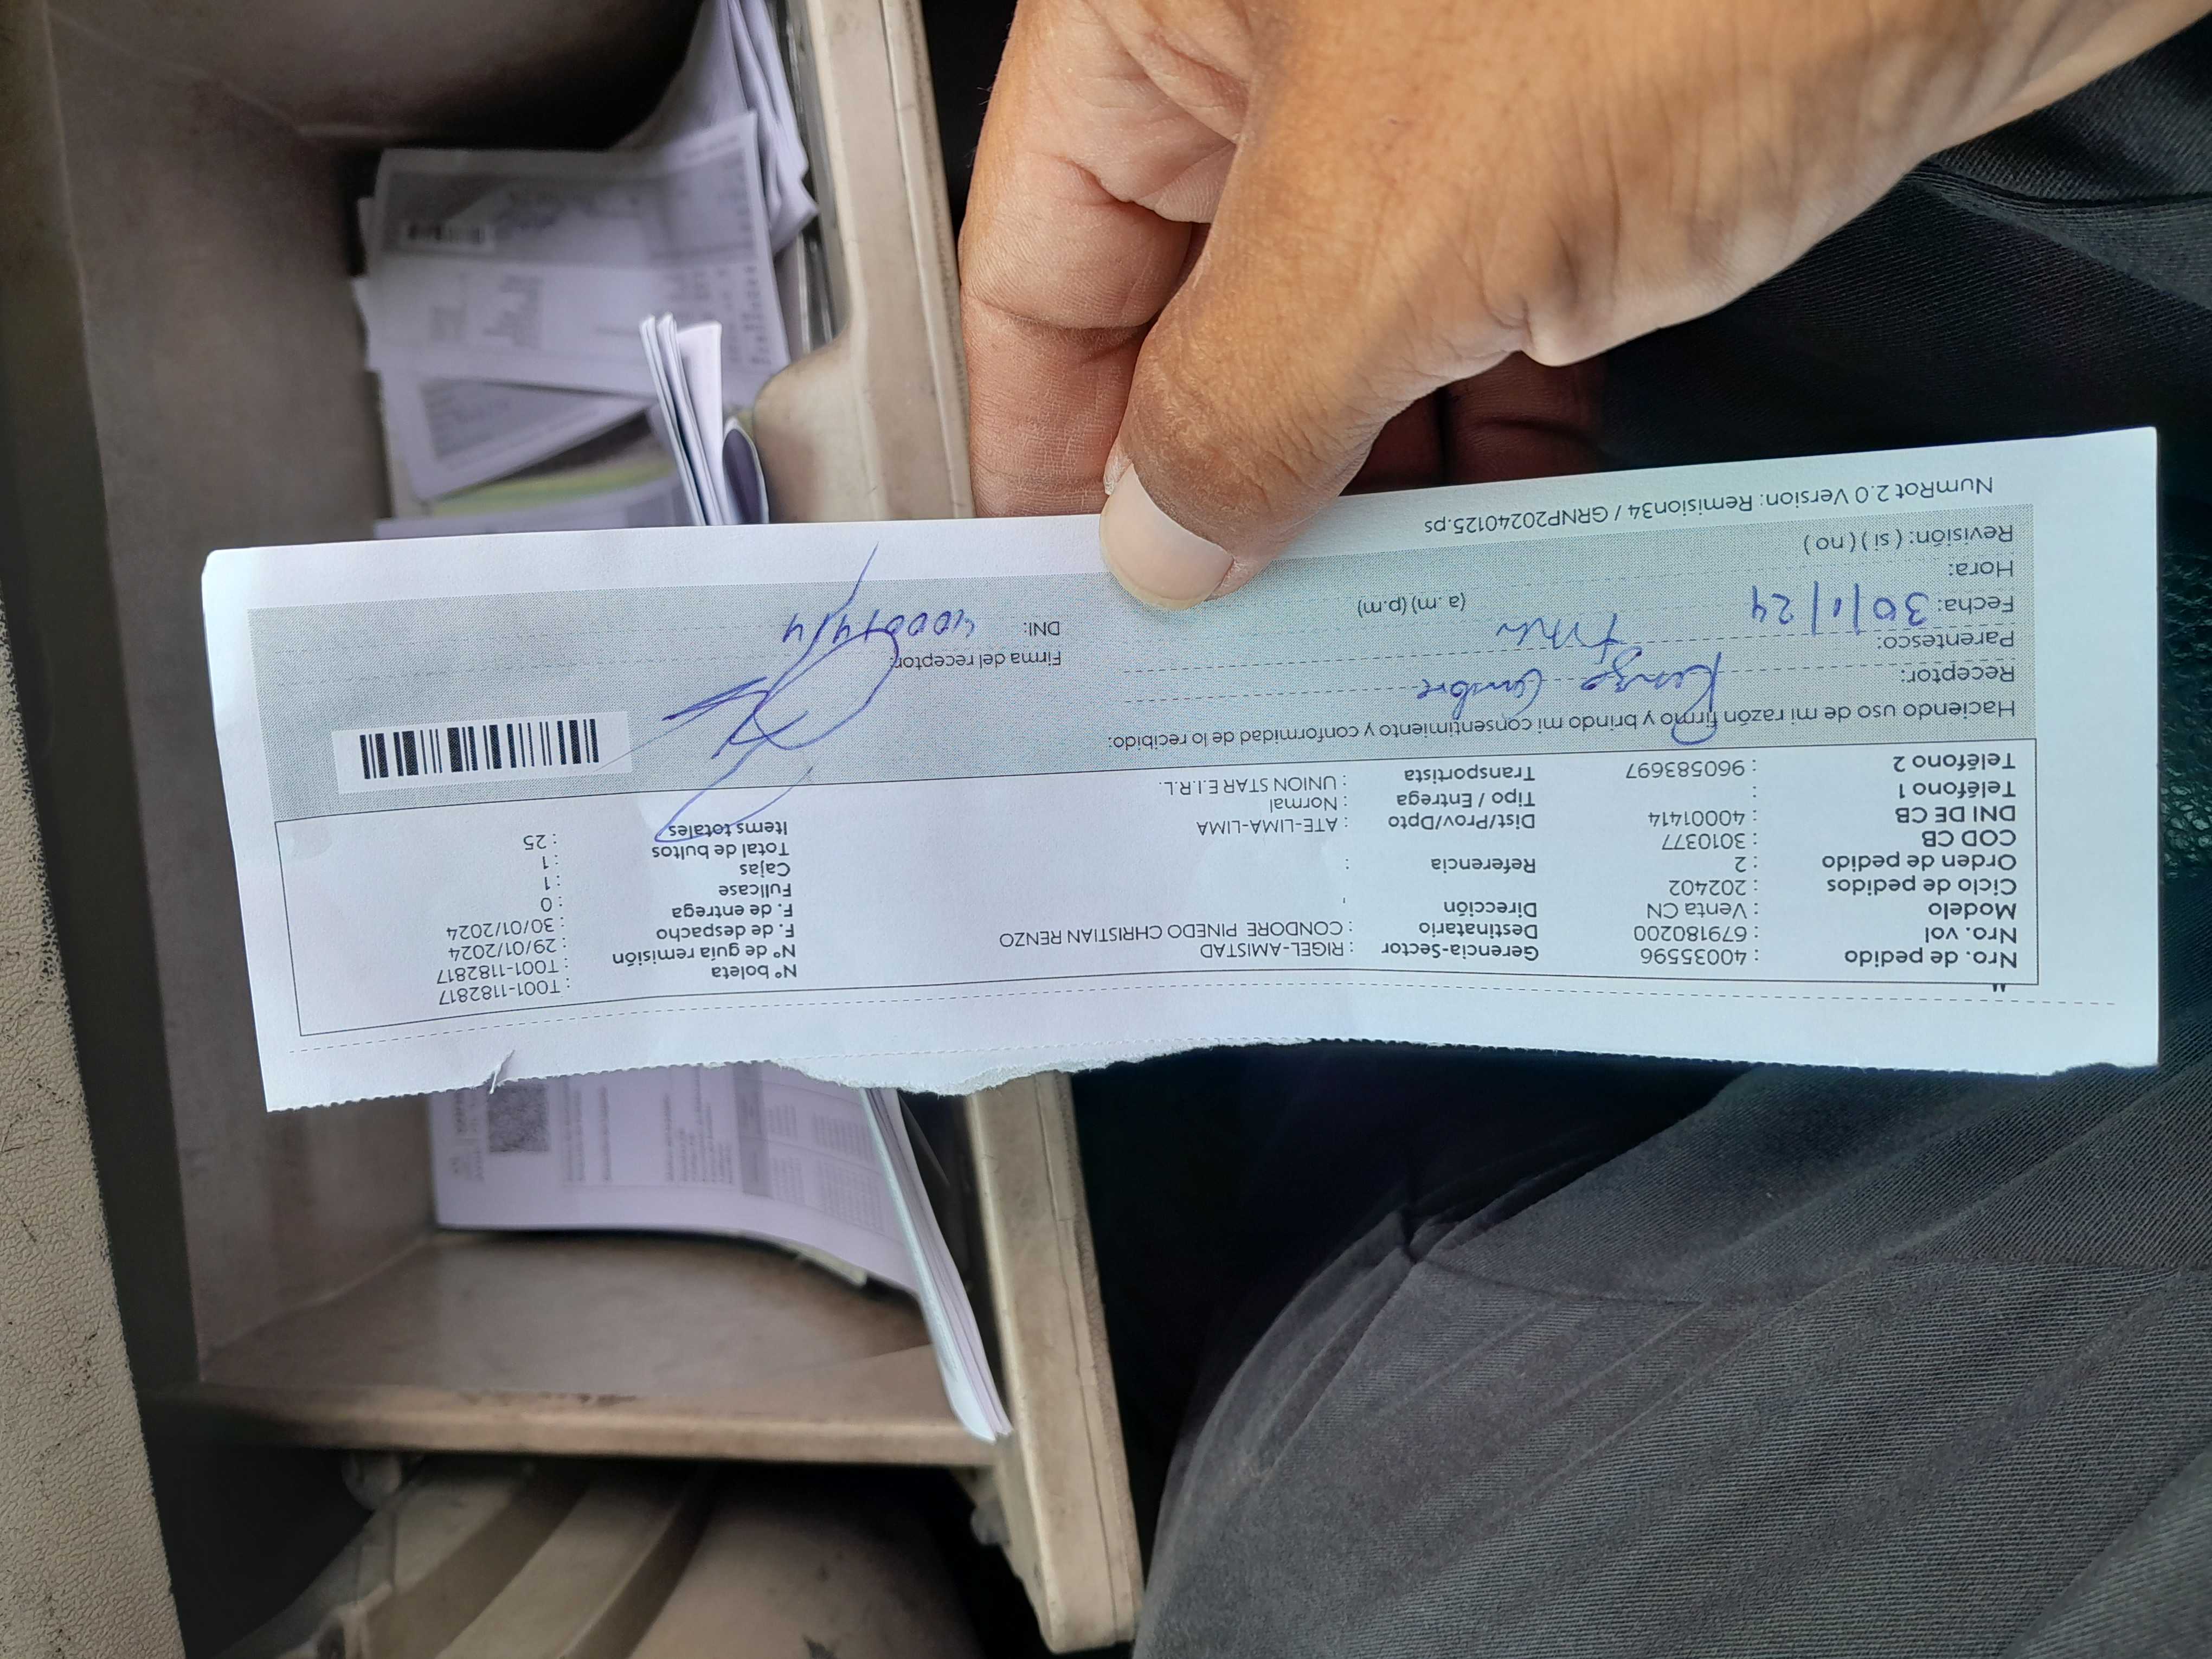 Nro. de pedido : 40035596
Nro. vol : 679180200
Modelo : Venta CN
Ciclo de pedidos : 202402
Orden de pedido : 2
COD CB : 3010377
DNI DE CB : 40001414
Teléfono 1 :
Teléfono 2 : 960583697
Gerencia-Sector : RIGEL-AMISTAD
Destinatario : CONDORE PINEDO CHRISTIAN RENZO
Dirección : ,
Referencia :
Dist/Prov/Dpto : ATE-LIMA-LIMA
Tipo / Entrega : Normal
Transportista : UNION STAR E.I.R.L.
Nº boleta : T001-1182817
Nº de guia remisión : T001-1182817
F. de despacho : 29/01/2024
F. de entrega : 30/01/2024
Fullcase : 0
Cajas : 1
Total de bultos : 1
Items totales : 25
Haciendo uso de mi razón firmo y brindo mi consentimiento y conformidad de lo recibido:
Receptor: Renzo
Parentesco:
Fecha: 30/1/24
Hora: (a.m) (p.m)
Revisión: ( si ) ( no )
Firma del receptor:
DNI: 40001414
NumRot 2.0 Version: Remision34 / GRNP20240125.ps